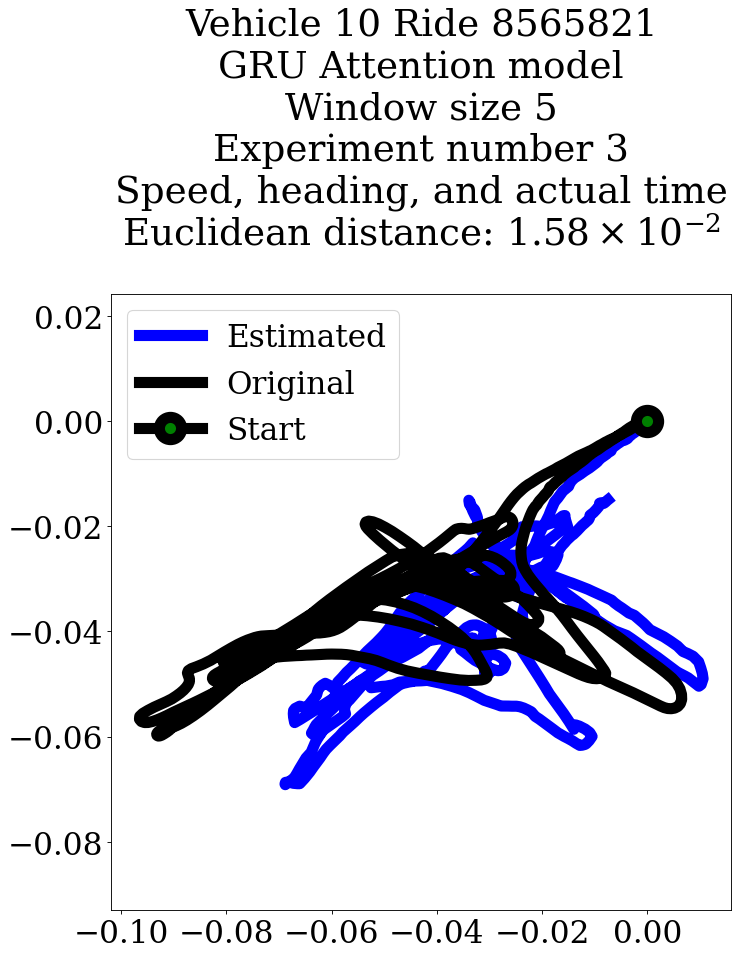 Vehicle 10 Ride 8565821
GRU Attention model
Window size 5
Experiment number 3
Speed, heading, and actual time
Euclidean distance: 1.58 × 10⁻²
Estimated
Original
Start
0.02
0.00
−0.02
−0.04
−0.06
−0.08
−0.10 −0.08 −0.06 −0.04 −0.02 0.00